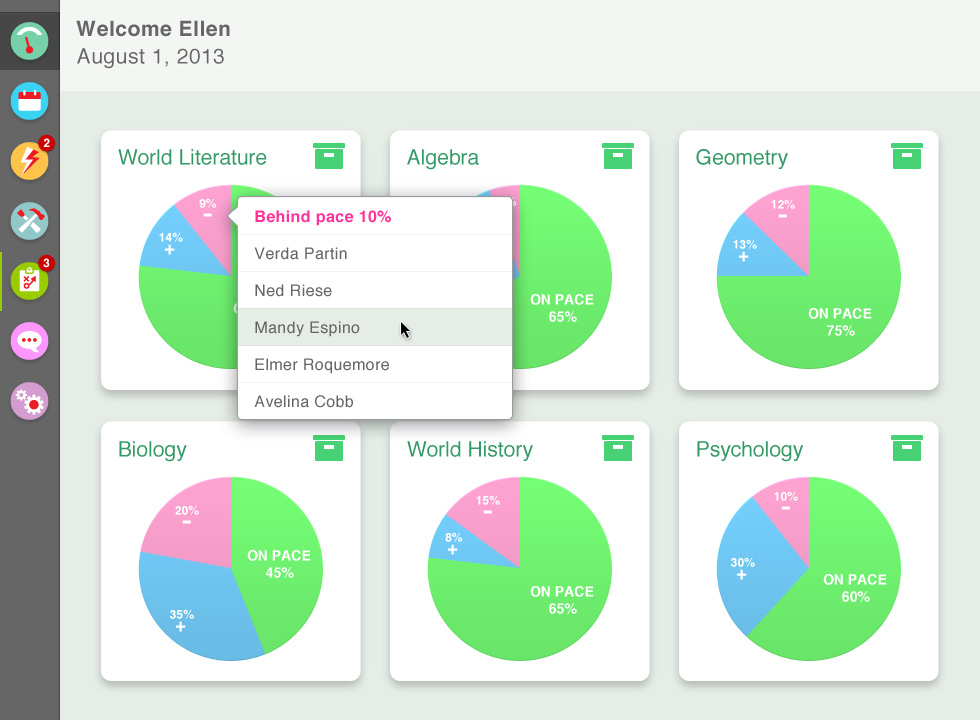 Welcome Ellen
August 1, 2013
2
3
World Literature
9%
-
14%
+
Behind pace 10%
Verda Partin
Ned Riese
Mandy Espino
Elmer Roquemore
Avelina Cobb
Algebra
ON PACE
65%
Geometry
12%
-
13%
+
ON PACE
75%
Biology
20%
-
35%
+
ON PACE
45%
World History
15%
-
8%
+
ON PACE
65%
Psychology
10%
-
30%
+
ON PACE
60%